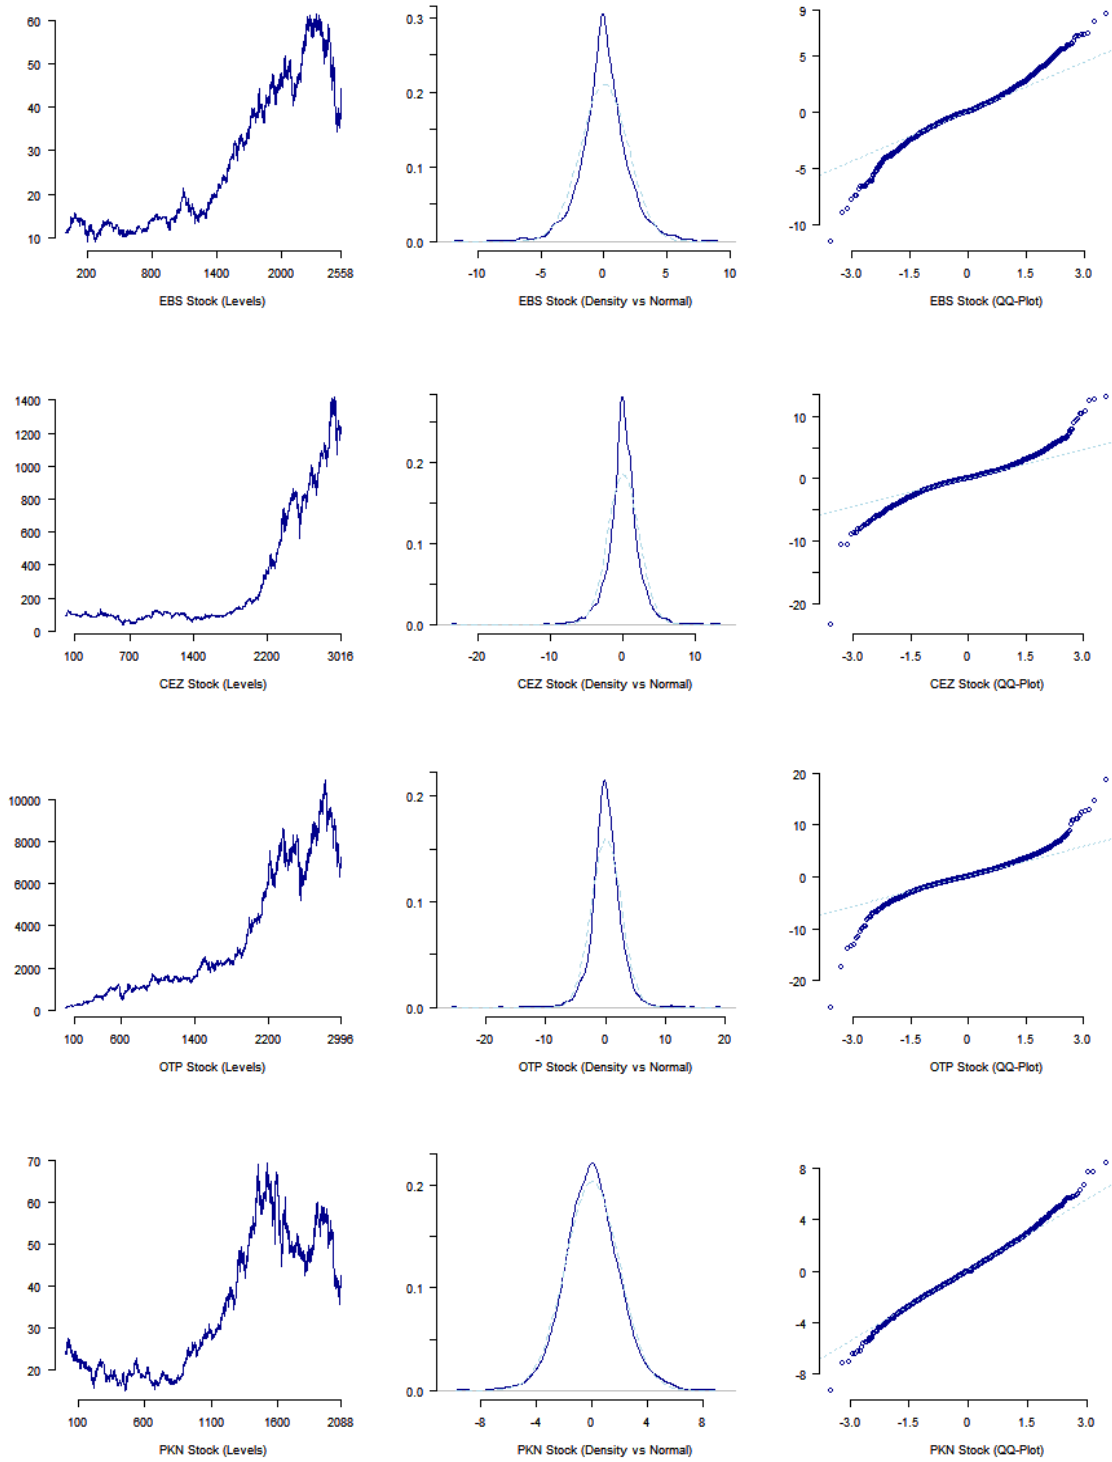 60
50
40
30
20
10
200 800 1400 2000 2558
EBS Stock (Levels)
0.3
0.2
0.1
0.0
-10 -5 0 5 10
EBS Stock (Density vs Normal)
9
5
0
-5
-10
-3.0 -1.5 0 1.5 3.0
EBS Stock (QQ-Plot)
1400
1200
1000
800
600
400
200
0
100 700 1400 2200 3016
CEZ Stock (Levels)
0.2
0.1
0.0
-20 -10 0 10
CEZ Stock (Density vs Normal)
10
0
-10
-20
-3.0 -1.5 0 1.5 3.0
CEZ Stock (QQ-Plot)
10000
8000
6000
4000
2000
0
100 600 1400 2200 2996
OTP Stock (Levels)
0.2
0.1
0.0
-20 -10 0 10 20
OTP Stock (Density vs Normal)
20
10
0
-10
-20
-3.0 -1.5 0 1.5 3.0
OTP Stock (QQ-Plot)
70
60
50
40
30
20
100 600 1100 1600 2088
PKN Stock (Levels)
0.2
0.1
0.0
-8 -4 0 4 8
PKN Stock (Density vs Normal)
8
4
0
-4
-8
-3.0 -1.5 0 1.5 3.0
PKN Stock (QQ-Plot)